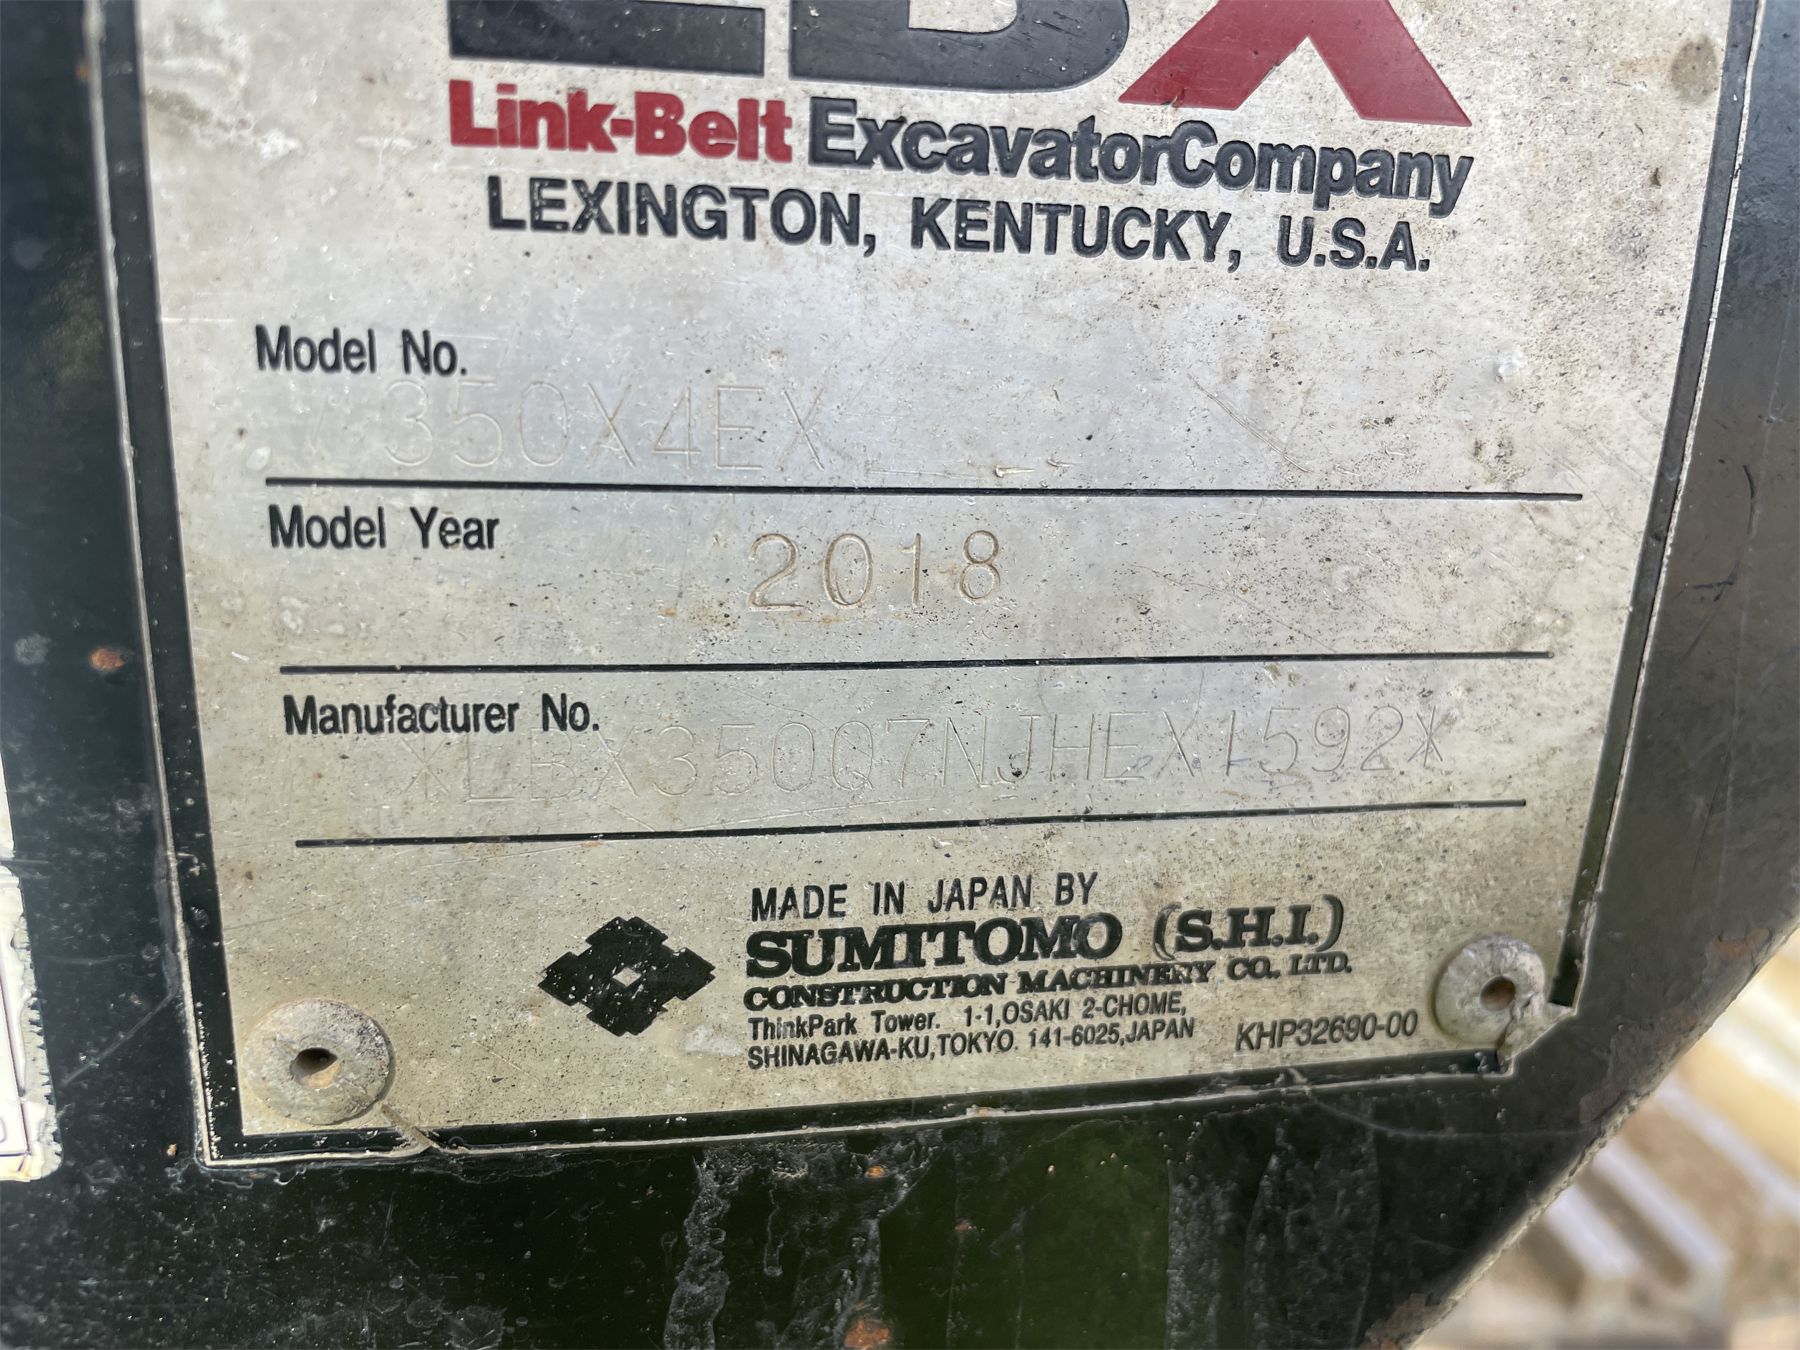 LBX
Link-Belt ExcavatorCompany
LEXINGTON, KENTUCKY, U.S.A.
Model No.
350X4EX
Model Year 2018
Manufacturer No.
*LBX350Q7NJHEX1592*
MADE IN JAPAN BY
SUMITOMO (S.H.I.)
CONSTRUCTION MACHINERY CO. LTD.
ThinkPark Tower. 1-1,OSAKI 2-CHOME,
SHINAGAWA-KU,TOKYO. 141-6025,JAPAN
KHP32690-00